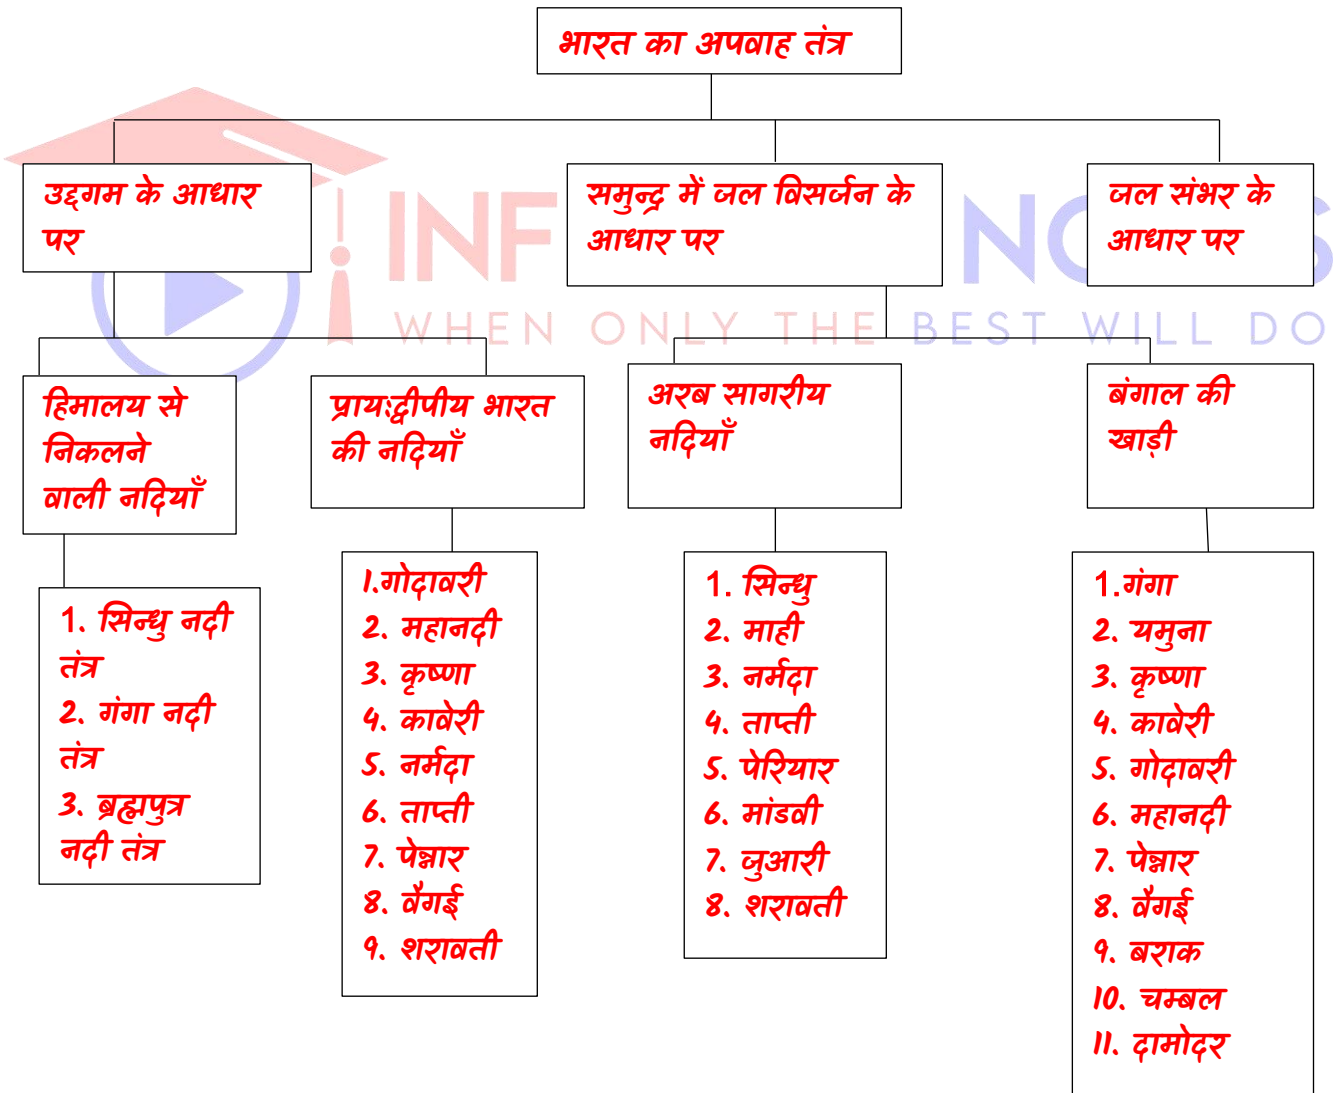 भारत का अपवाह तंत्र
उद्दगम के आधार
पर
समुन्द्र में जल विसर्जन के
आधार पर
जल संभर के
आधार पर
INF
NO
S
WHEN ONLY THE BEST WILL DO
हिमालय से
निकलने
वाली नदियाँ
प्राय:द्वीपीय भारत
की नदियाँ
अरब सागरीय
नदियाँ
बंगाल की
खाड़ी
1. सिन्धु नदी
तंत्र
2. गंगा नदी
तंत्र
3. ब्रह्मपुत्र
नदी तंत्र
1.गोदावरी
2. महानदी
3. कृष्णा
4. कावेरी
5. नर्मदा
6. ताप्ती
7. पेन्नार
8. वैगई
9. शरावती
1. सिन्धु
2. माही
3. नर्मदा
4. ताप्ती
5. पेरियार
6. मांडवी
7. जुआरी
8. शरावती
1.गंगा
2. यमुना
3. कृष्णा
4. कावेरी
5. गोदावरी
6. महानदी
7. पेन्नार
8. वैगई
9. बराक
10. चम्बल
11. दामोदर